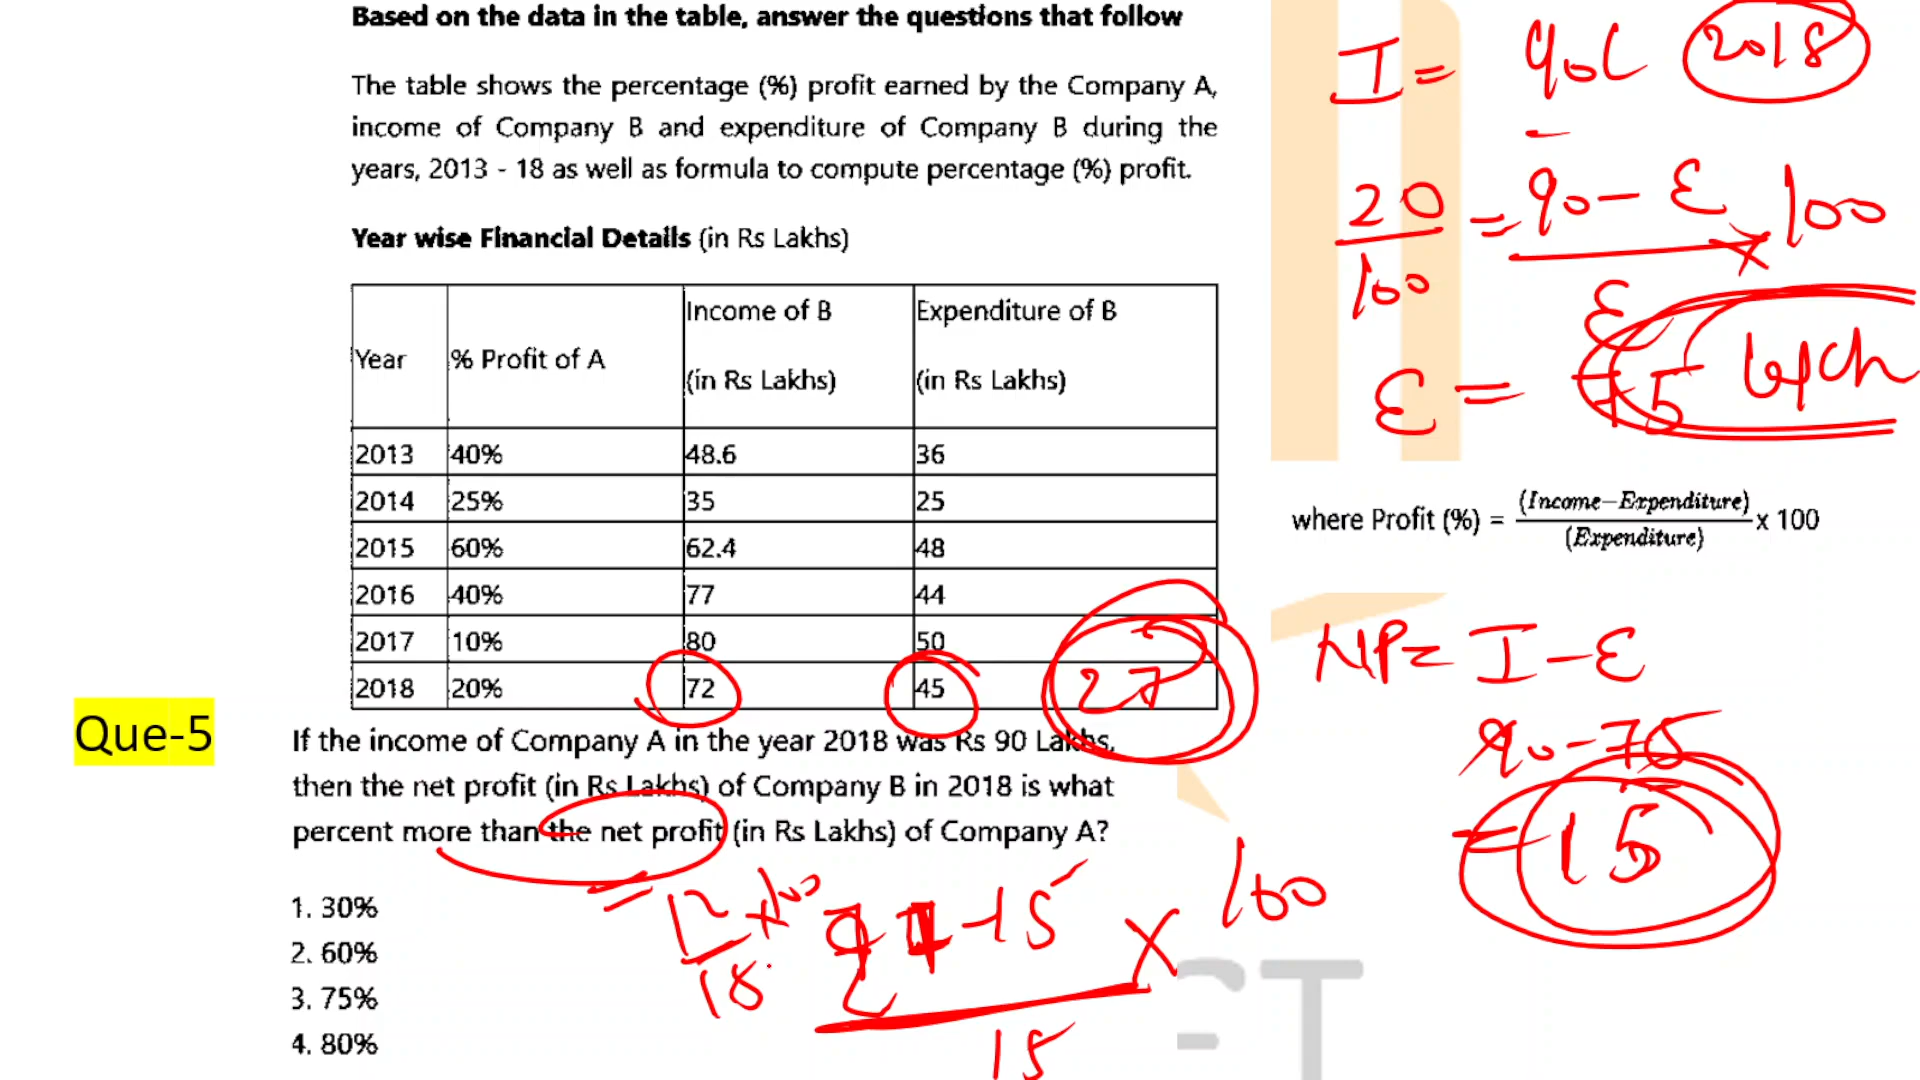 Based on the data in the table, answer the questions that follow
The table shows the percentage (%) profit earned by the Company A,
income of Company B and expenditure of Company B during the
years, 2013 - 18 as well as formula to compute percentage (%) profit.
Year wise Financial Details (in Rs Lakhs)
Year % Profit of A Income of B (in Rs Lakhs) Expenditure of B (in Rs Lakhs)
2013 40% 48.6 36
2014 25% 35 25
2015 60% 62.4 48
2016 40% 77 44
2017 10% 80 50
2018 20% 72 45 27
Que-5
If the income of Company A in the year 2018 was Rs 90 Lakhs,
then the net profit (in Rs Lakhs) of Company B in 2018 is what
percent more than the net profit (in Rs Lakhs) of Company A?
1. 30%
2. 60%
3. 75%
4. 80%
I = 90L 2018
20/100 = 90 - E / E × 100
E = 75
where Profit (%) = (Income-Expenditure) / (Expenditure) x 100
NP = I - E
90 - 75
= 15
12 × 100
- 15 × 100
15